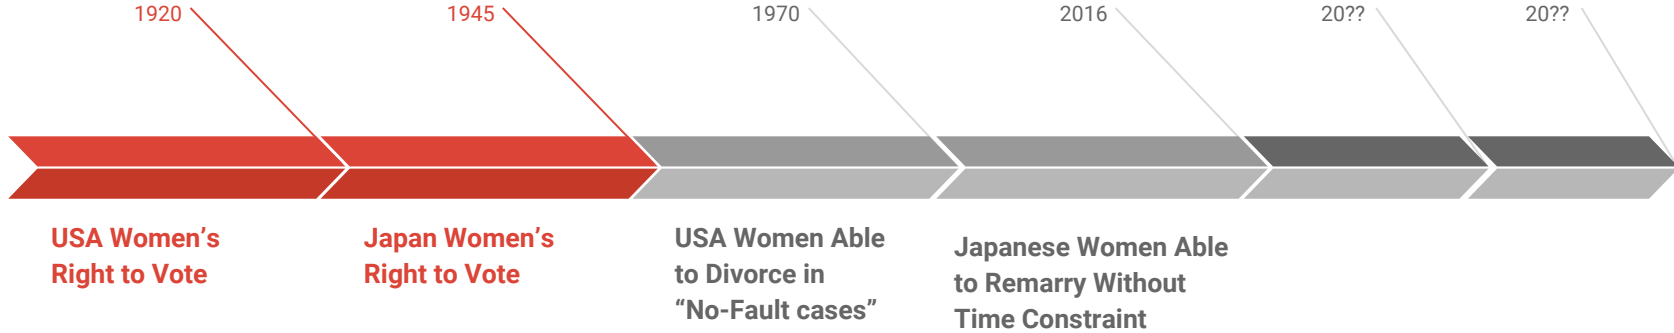 1920
1945
1970
2016
20??
20??
USA Women's
Right to Vote
Japan Women's
Right to Vote
USA Women Able
to Divorce in
“No-Fault cases”
Japanese Women Able
to Remarry Without
Time Constraint